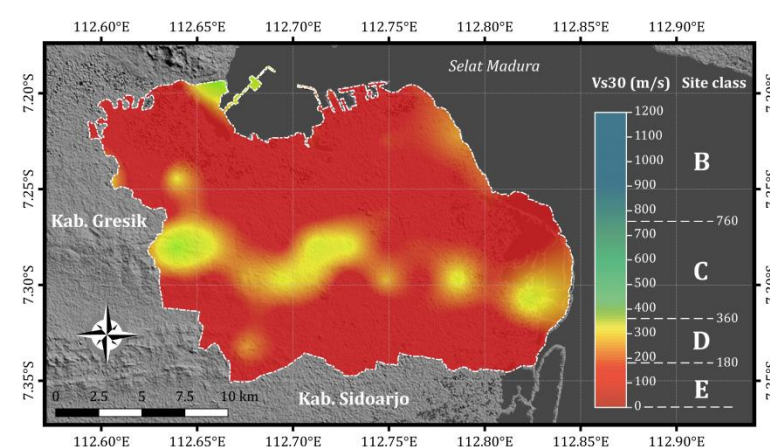 112.60°E 112.65°E 112.70°E 112.75°E 112.80°E 112.85°E 112.90°E
Selat Madura
Vs30 (m/s) Site class
7.20°S
7.25°S
7.30°S
7.35°S
1200
1100
1000
900
800
700
600
500
400
300
200
100
0
B
760
C
360
D
180
E
Kab. Gresik
0 2.5 5 7.5 10 km
Kab. Sidoarjo
112.60°E 112.65°E 112.70°E 112.75°E 112.80°E 112.85°E 112.90°E